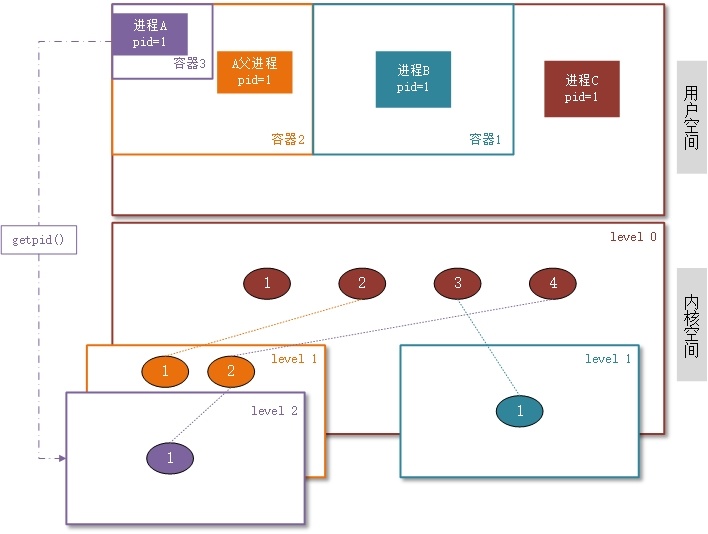 进程A
pid=1
容器3
A父进程
pid=1
容器2
进程B
pid=1
容器1
进程C
pid=1
用户空间
getpid()
level 0
1
2
3
4
内核空间
level 1
1
2
level 1
1
level 2
1